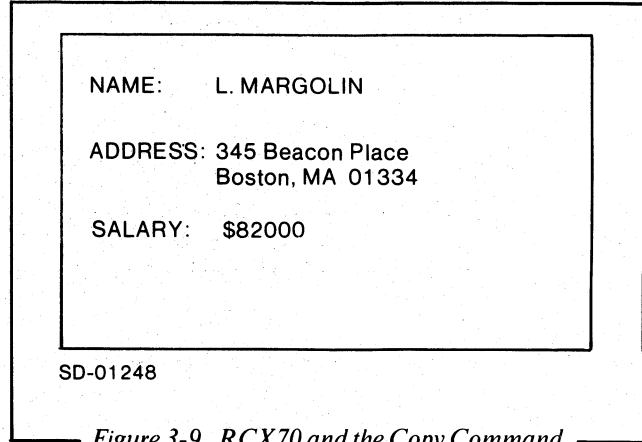 NAME: L. MARGOLIN
ADDRESS: 345 Beacon Place
Boston, MA 01334
SALARY: $82000
SD-01248
Figure 3-9 RCX70 and the Copy Command